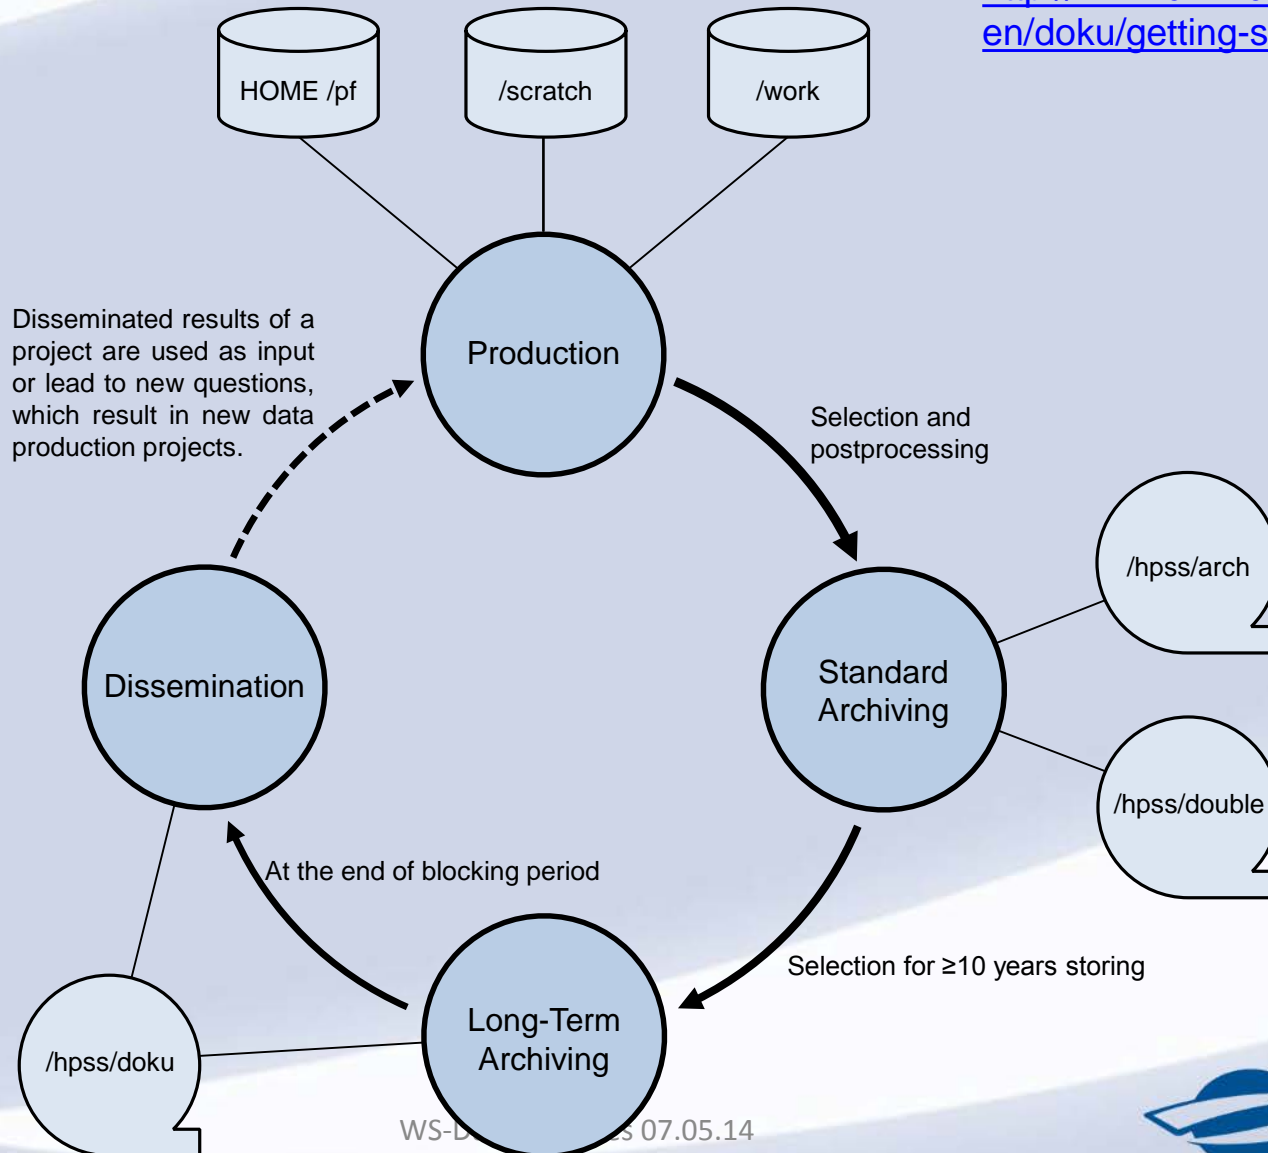 en/doku/getting-s
HOME /pf
/scratch
/work
Disseminated results of a
project are used as input
or lead to new questions,
which result in new data
production projects.
Production
Selection and
postprocessing
/hpss/arch
Standard
Archiving
Dissemination
/hpss/double
At the end of blocking period
Selection for ≥10 years storing
Long-Term
Archiving
/hpss/doku
07.05.14